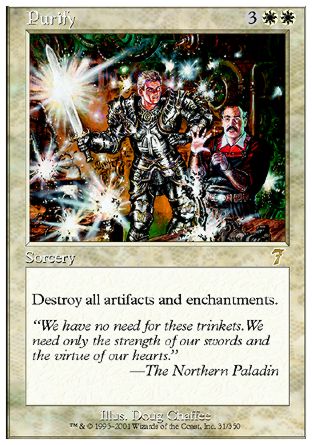 Purify 3
Sorcery 7
Destroy all artifacts and enchantments.
“We have no need for these trinkets. We
need only the strength of our swords and
the virtue of our hearts.”
—The Northern Paladin
Illus. Doug Chaffee
™ & © 1993-2001 Wizards of the Coast, Inc. 31/350